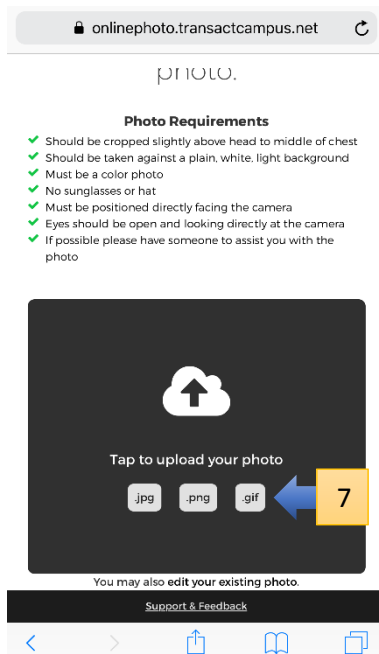 onlinephoto.transactcampus.net
photo.
Photo Requirements
Should be cropped slightly above head to middle of chest
Should be taken against a plain, white, light background
Must be a color photo
No sunglasses or hat
Must be positioned directly facing the camera
Eyes should be open and looking directly at the camera
If possible please have someone to assist you with the
photo
Tap to upload your photo
.jpg .png .gif 7
You may also edit your existing photo.
Support & Feedback